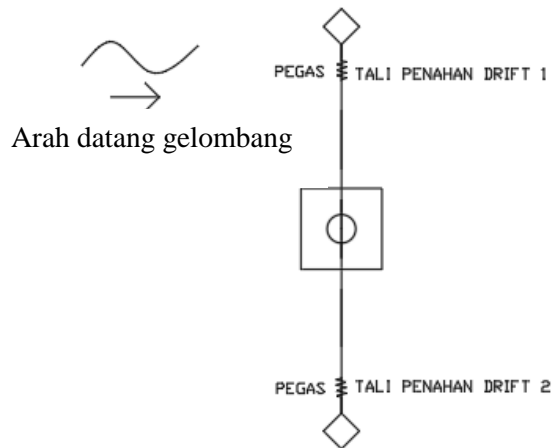 PEGAS TALI PENAHAN DRIFT 1
Arah datang gelombang
PEGAS TALI PENAHAN DRIFT 2